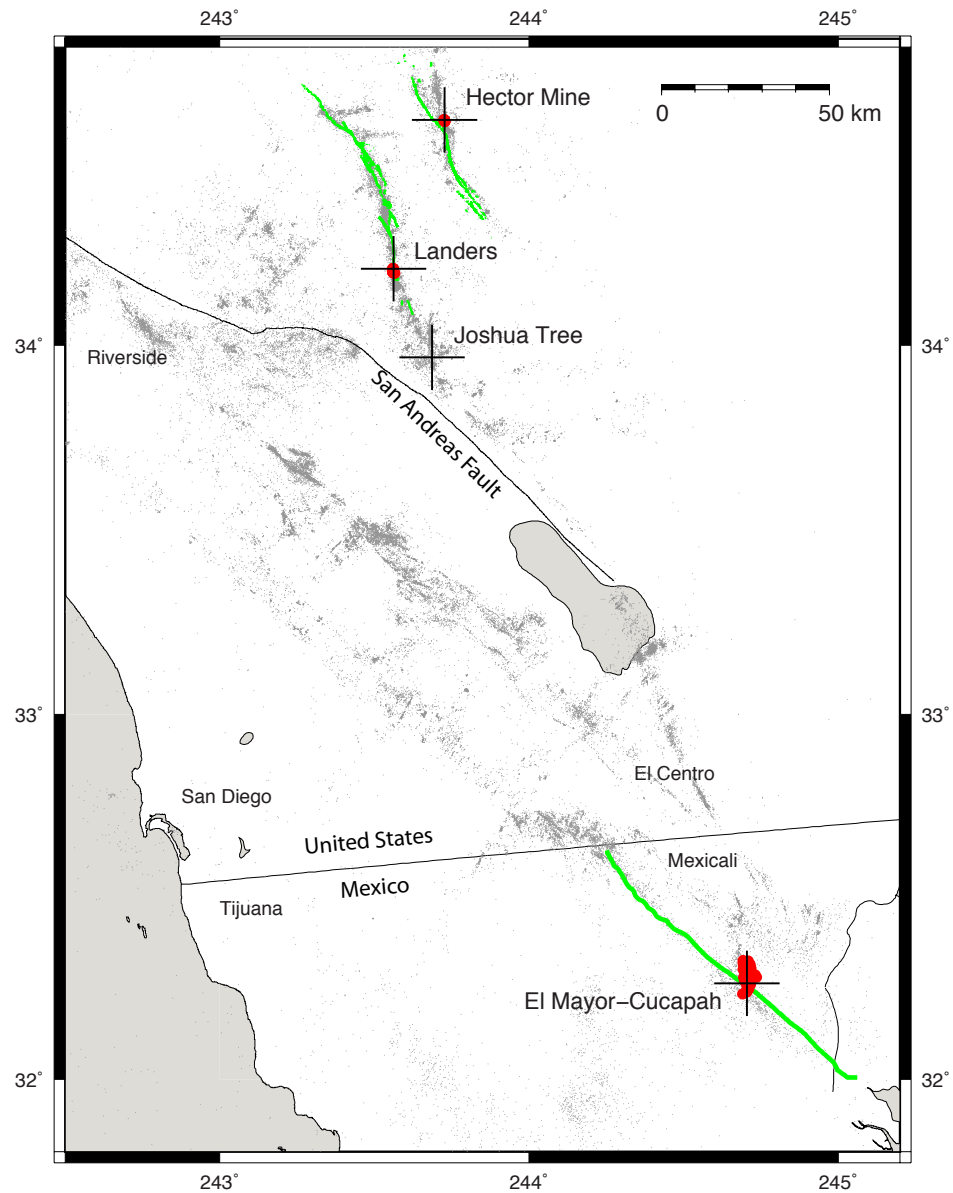 243˚ 244˚ 245˚
Hector Mine
0 50 km
Landers
Joshua Tree
34˚ 34˚
Riverside
San Andreas Fault
33˚ 33˚
El Centro
San Diego
United States
Mexicali
Mexico
Tijuana
El Mayor−Cucapah
32˚ 32˚
243˚ 244˚ 245˚